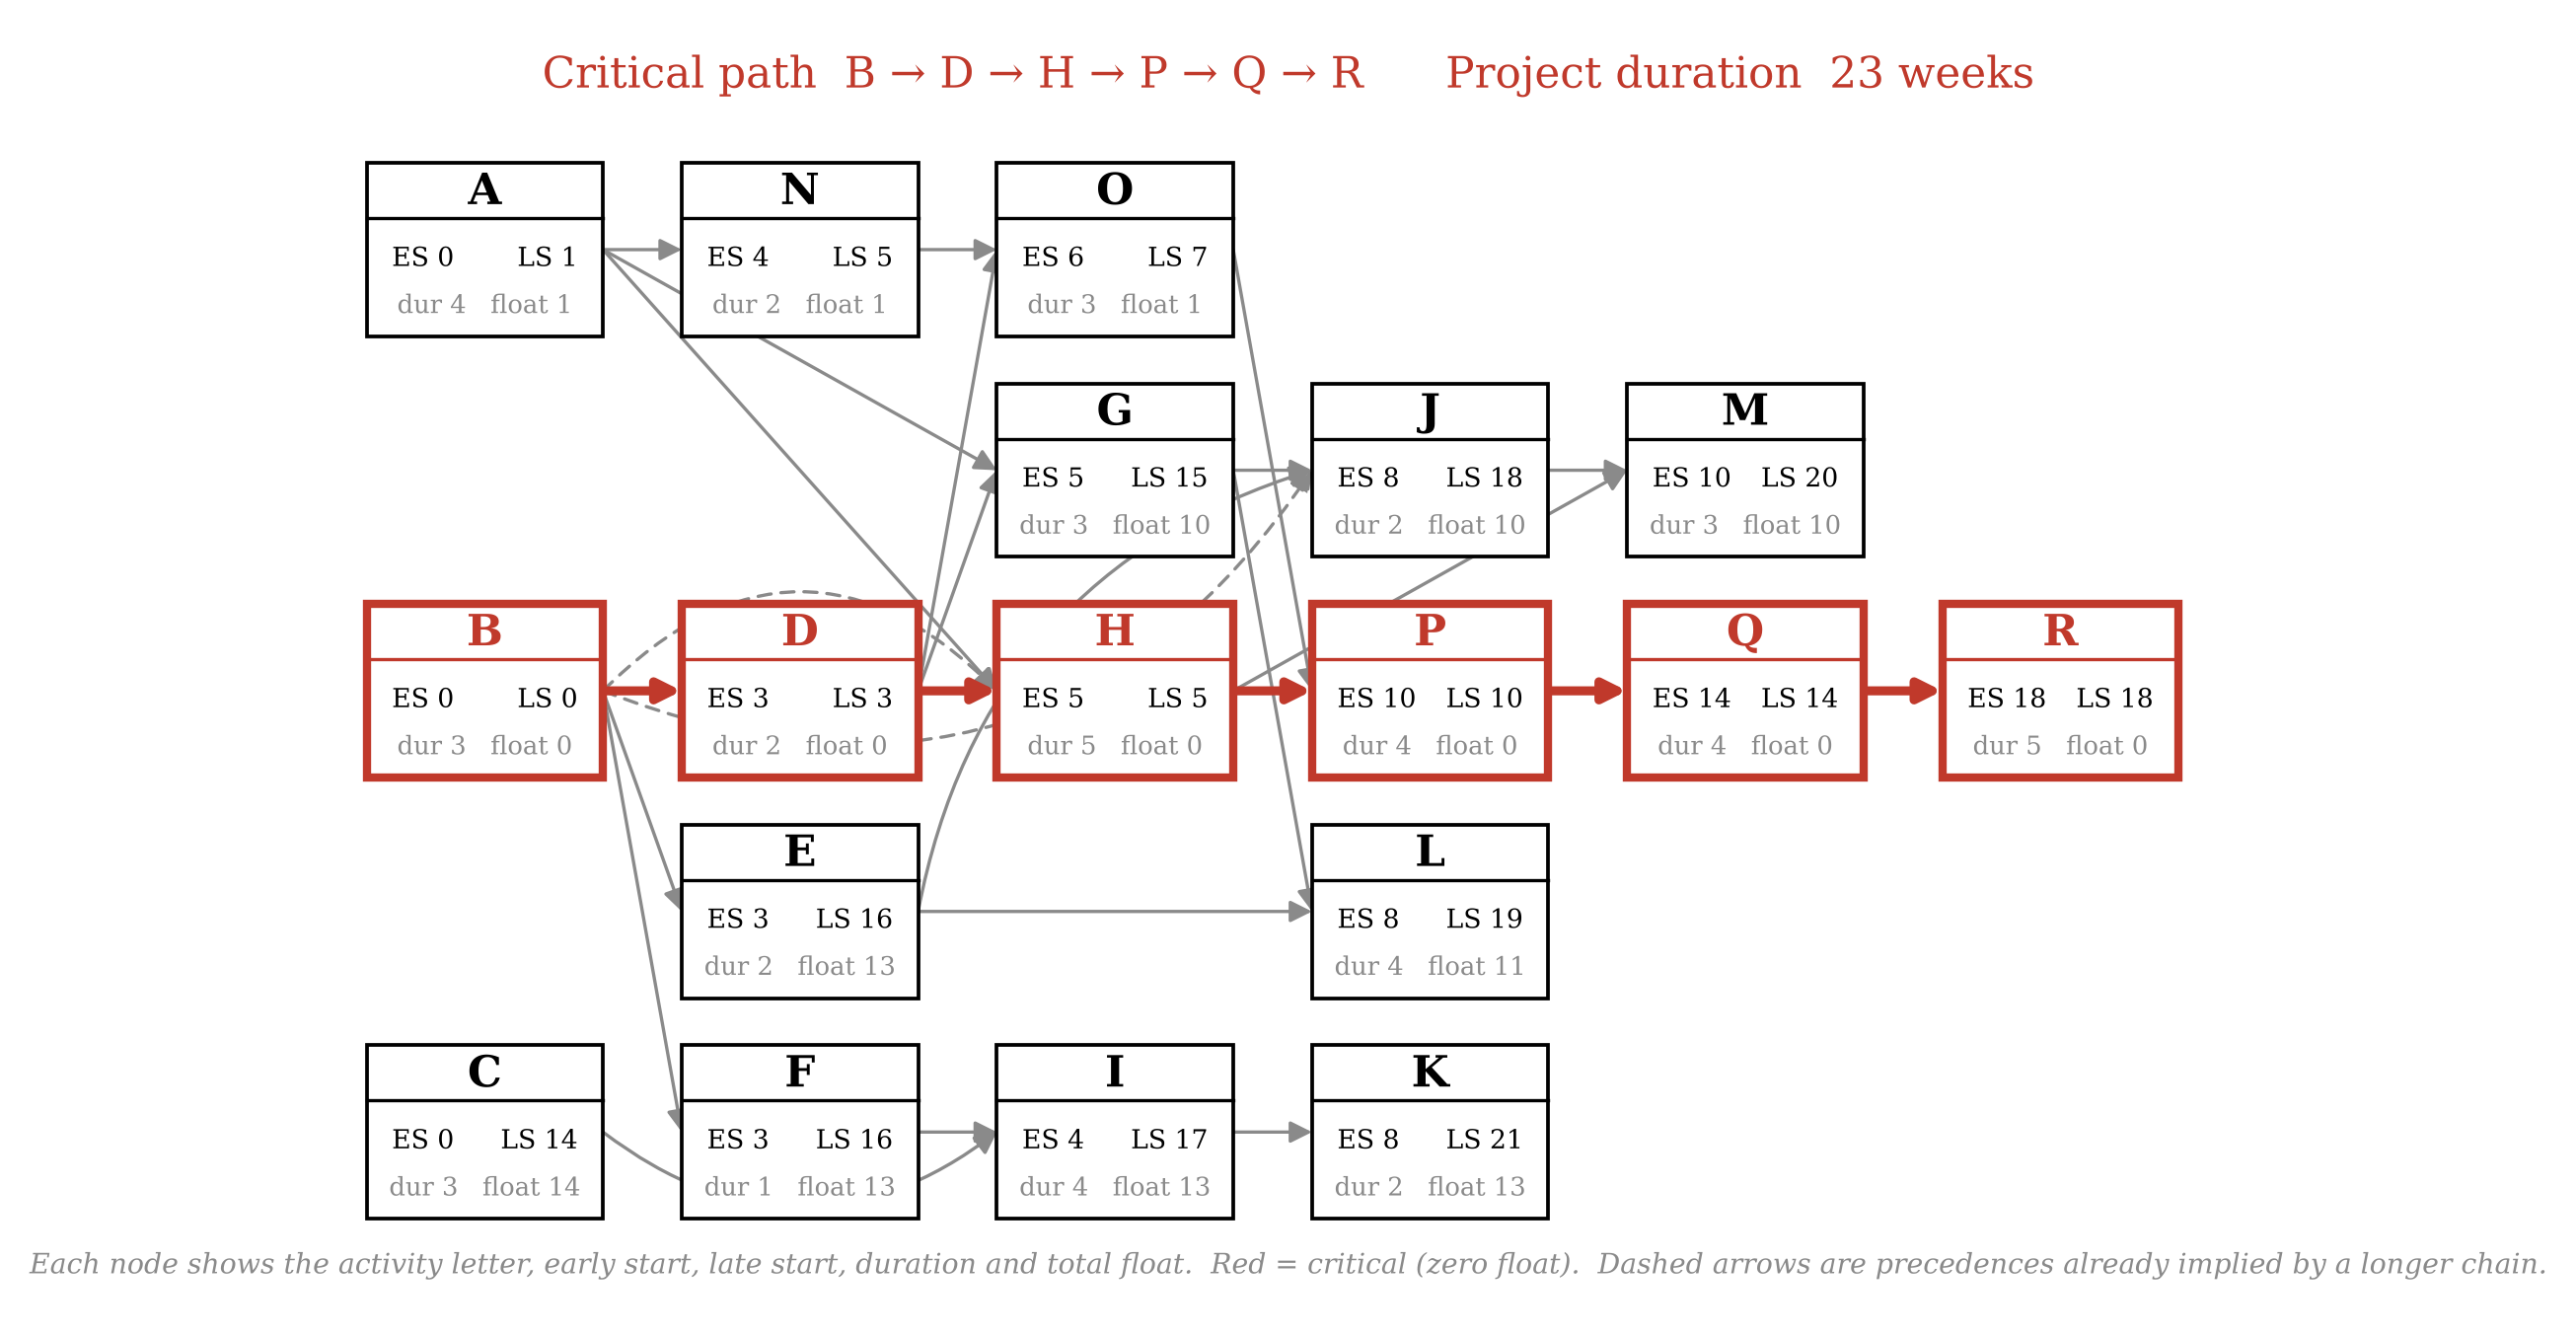 Critical path  B → D → H → P → Q → R      Project duration  23 weeks
A
ES 0 LS 1
dur 4 float 1
N
ES 4 LS 5
dur 2 float 1
O
ES 6 LS 7
dur 3 float 1
G
ES 5 LS 15
dur 3 float 10
J
ES 8 LS 18
dur 2 float 10
M
ES 10 LS 20
dur 3 float 10
B
ES 0 LS 0
dur 3 float 0
D
ES 3 LS 3
dur 2 float 0
H
ES 5 LS 5
dur 5 float 0
P
ES 10 LS 10
dur 4 float 0
Q
ES 14 LS 14
dur 4 float 0
R
ES 18 LS 18
dur 5 float 0
E
ES 3 LS 16
dur 2 float 13
L
ES 8 LS 19
dur 4 float 11
C
ES 0 LS 14
dur 3 float 14
F
ES 3 LS 16
dur 1 float 13
I
ES 4 LS 17
dur 4 float 13
K
ES 8 LS 21
dur 2 float 13
Each node shows the activity letter, early start, late start, duration and total float.  Red = critical (zero float).  Dashed arrows are precedences already implied by a longer chain.